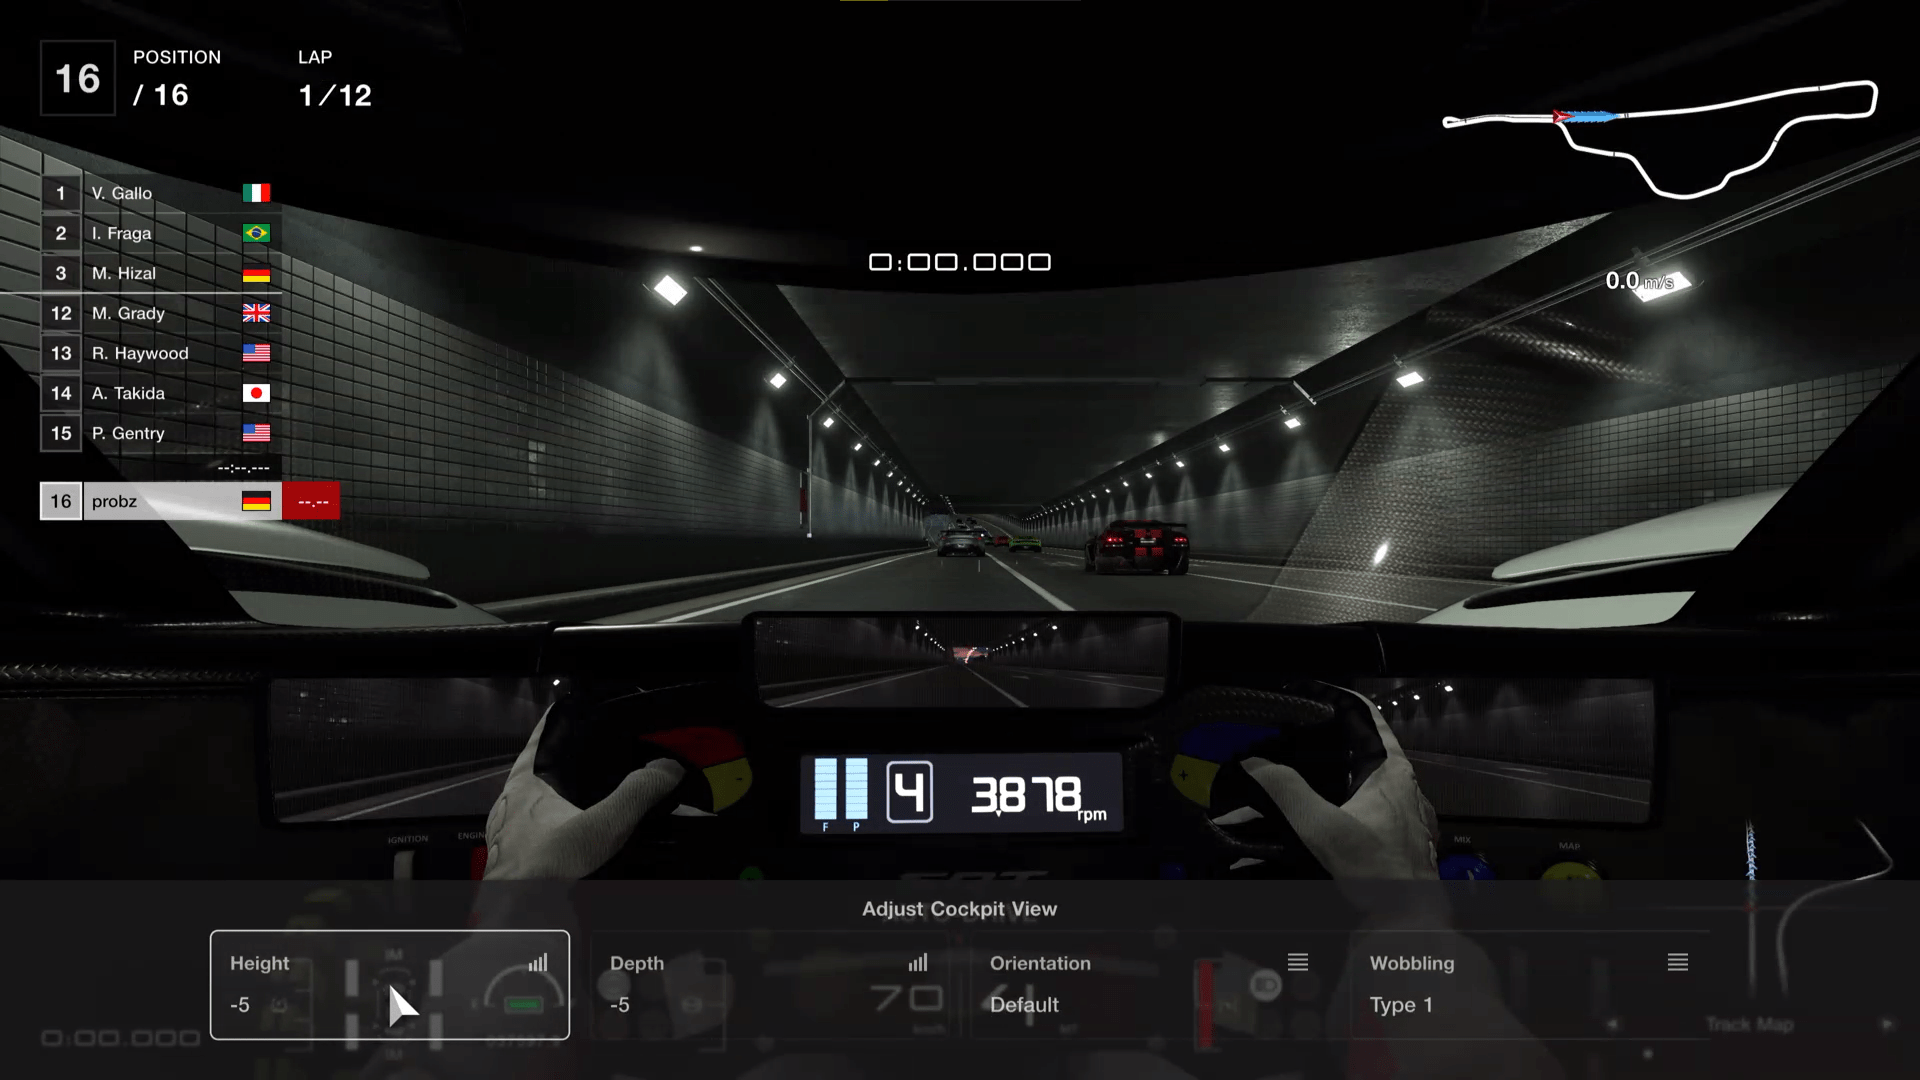 16
POSITION
/ 16
LAP
1/12
1 V. Gallo
2 I. Fraga
3 M. Hizal
12 M. Grady
13 R. Haywood
14 A. Takida
15 P. Gentry
--:--.---
16 probz --.--
0:00.000
0.0 m/s
F P
4
3878 rpm
-
+
IGNITION
MIX
MAP
Adjust Cockpit View
Height
-5
Depth
-5
Orientation
Default
Wobbling
Type 1
70
0:00.000
Track Map